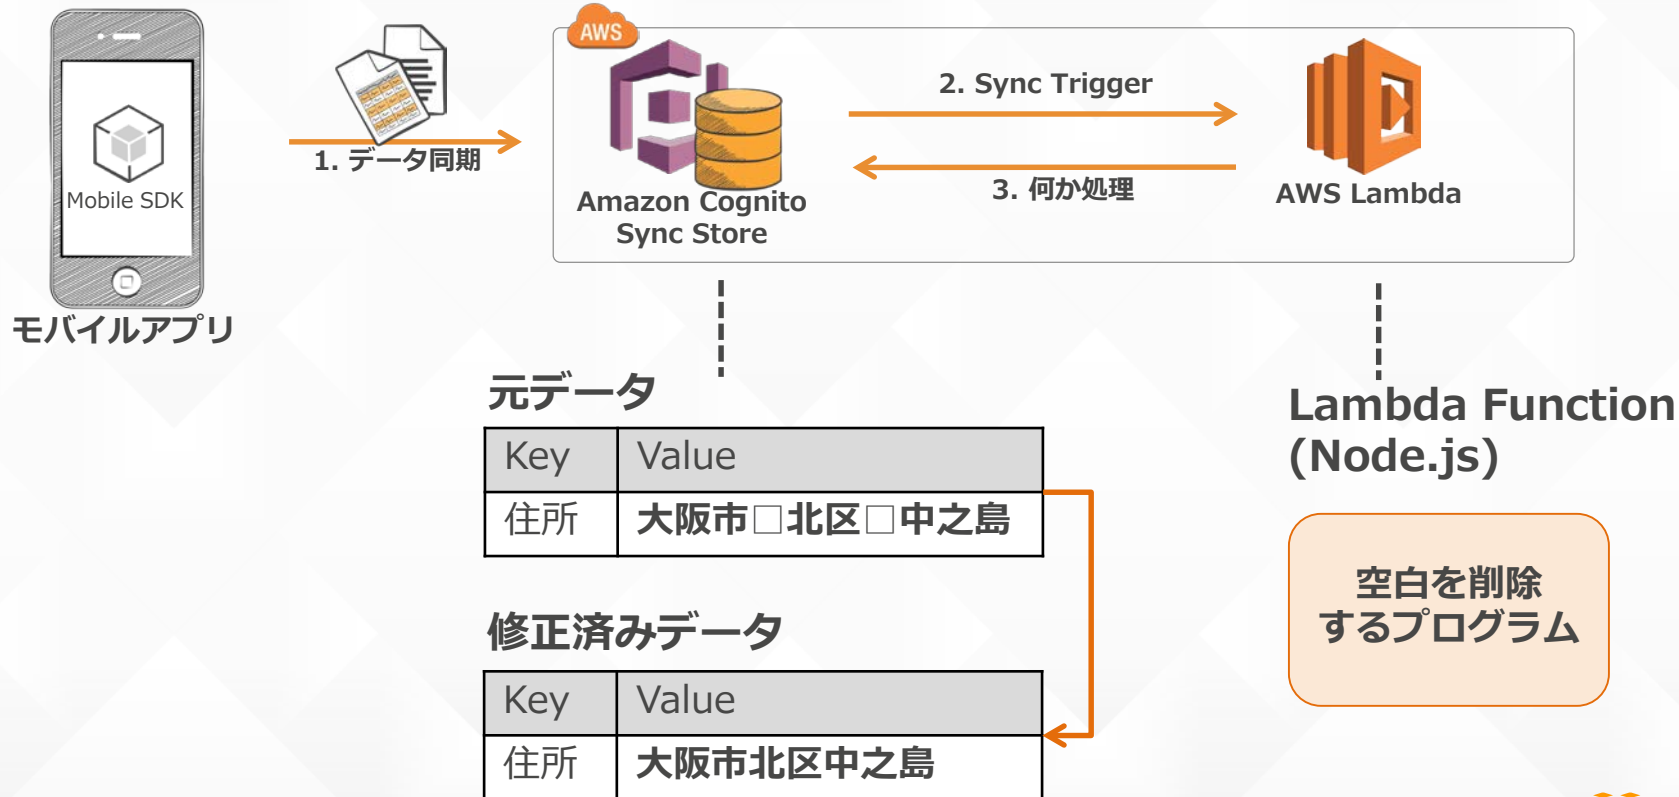 AWS
Mobile SDK
モバイルアプリ
1. データ同期
Amazon Cognito
Sync Store
2. Sync Trigger
3. 何か処理
AWS Lambda
元データ
Key Value
住所 大阪市□北区□中之島
修正済みデータ
Key Value
住所 大阪市北区中之島
Lambda Function
(Node.js)
空白を削除
するプログラム